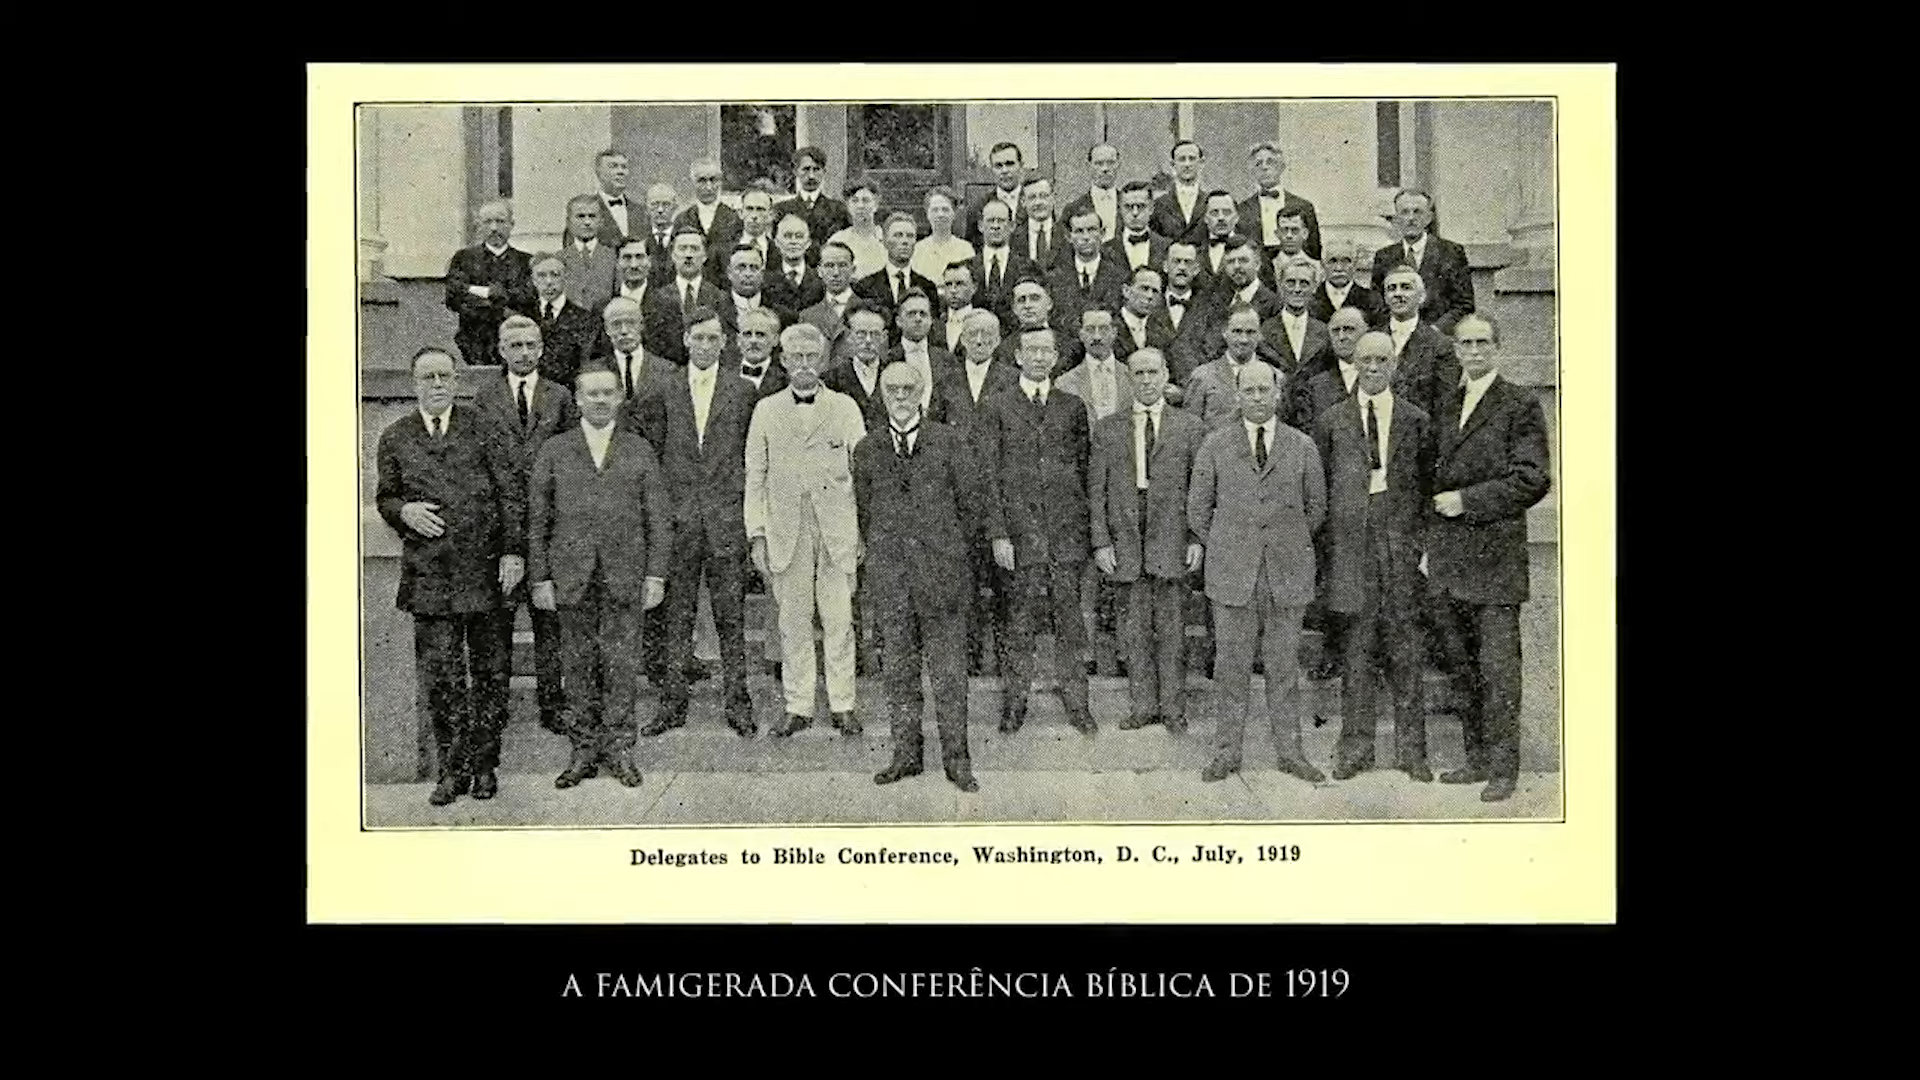 Delegates to Bible Conference, Washington, D. C., July, 1919
A FAMIGERADA CONFERÊNCIA BÍBLICA DE 1919